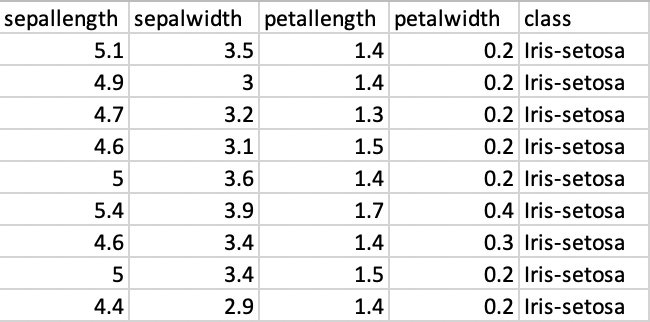 sepallength sepalwidth petallength petalwidth class
5.1 3.5 1.4 0.2 Iris-setosa
4.9 3 1.4 0.2 Iris-setosa
4.7 3.2 1.3 0.2 Iris-setosa
4.6 3.1 1.5 0.2 Iris-setosa
5 3.6 1.4 0.2 Iris-setosa
5.4 3.9 1.7 0.4 Iris-setosa
4.6 3.4 1.4 0.3 Iris-setosa
5 3.4 1.5 0.2 Iris-setosa
4.4 2.9 1.4 0.2 Iris-setosa